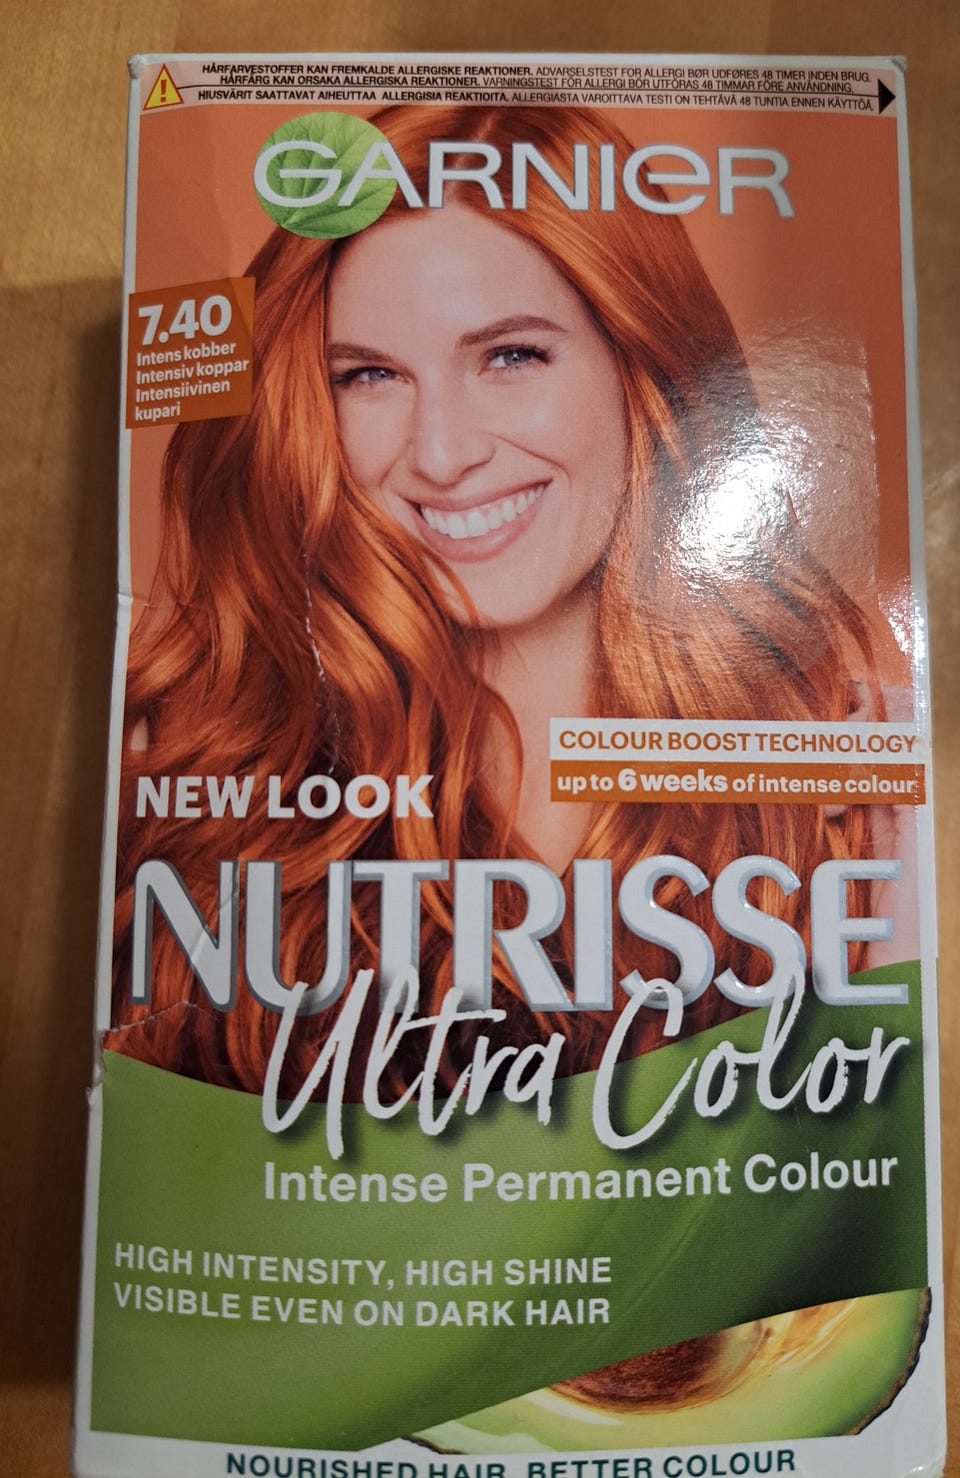 HÅRFARVESTOFFER KAN FREMKALDE ALLERGISKE REAKTIONER. ADVARSELSTEST FOR ALLERGI BØR UDFØRES 48 TIMER INDEN BRUG.
HÅRFÄRG KAN ORSAKA ALLERGISKA REAKTIONER. VARNINGSTEST FÖR ALLERGI BÖR UTFÖRAS 48 TIMMAR FÖRE ANVÄNDNING.
HIUSVÄRIT SAATTAVAT AIHEUTTAA ALLERGISIA REAKTIOITA. ALLERGIASTA VAROITTAVA TESTI ON TEHTÄVÄ 48 TUNTIA ENNEN KÄYTTÖÄ.
GARNIER
7.40
Intens kobber
Intensiv koppar
Intensiivinen
kupari
COLOUR BOOST TECHNOLOGY
up to 6 weeks of intense colour
NEW LOOK
NUTRISSE
Ultra Color
Intense Permanent Colour
HIGH INTENSITY, HIGH SHINE
VISIBLE EVEN ON DARK HAIR
NOURISHED HAIR, BETTER COLOUR